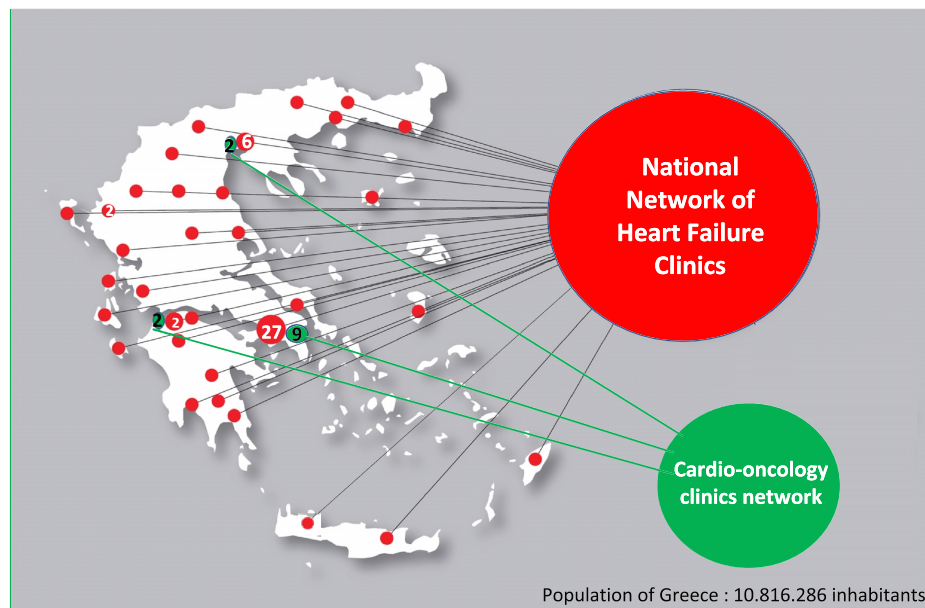 2
6
National
Network of
Heart Failure
Clinics
2
2
2
27
9
Cardio-oncology
clinics network
Population of Greece : 10.816.286 inhabitants